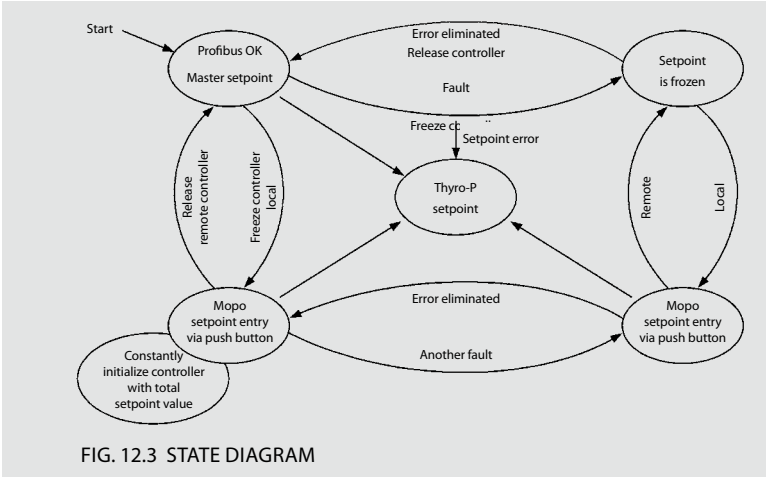 Start
Profibus OK
Master setpoint
Error eliminated
Release controller
Fault
Setpoint
is frozen
Freeze
Setpoint error
Thyro-P
setpoint
Release
remote controller
Freeze controller
local
Remote
Local
Mopo
setpoint entry
via push button
Error eliminated
Another fault
Mopo
setpoint entry
via push button
Constantly
initialize controller
with total
setpoint value
FIG. 12.3 STATE DIAGRAM